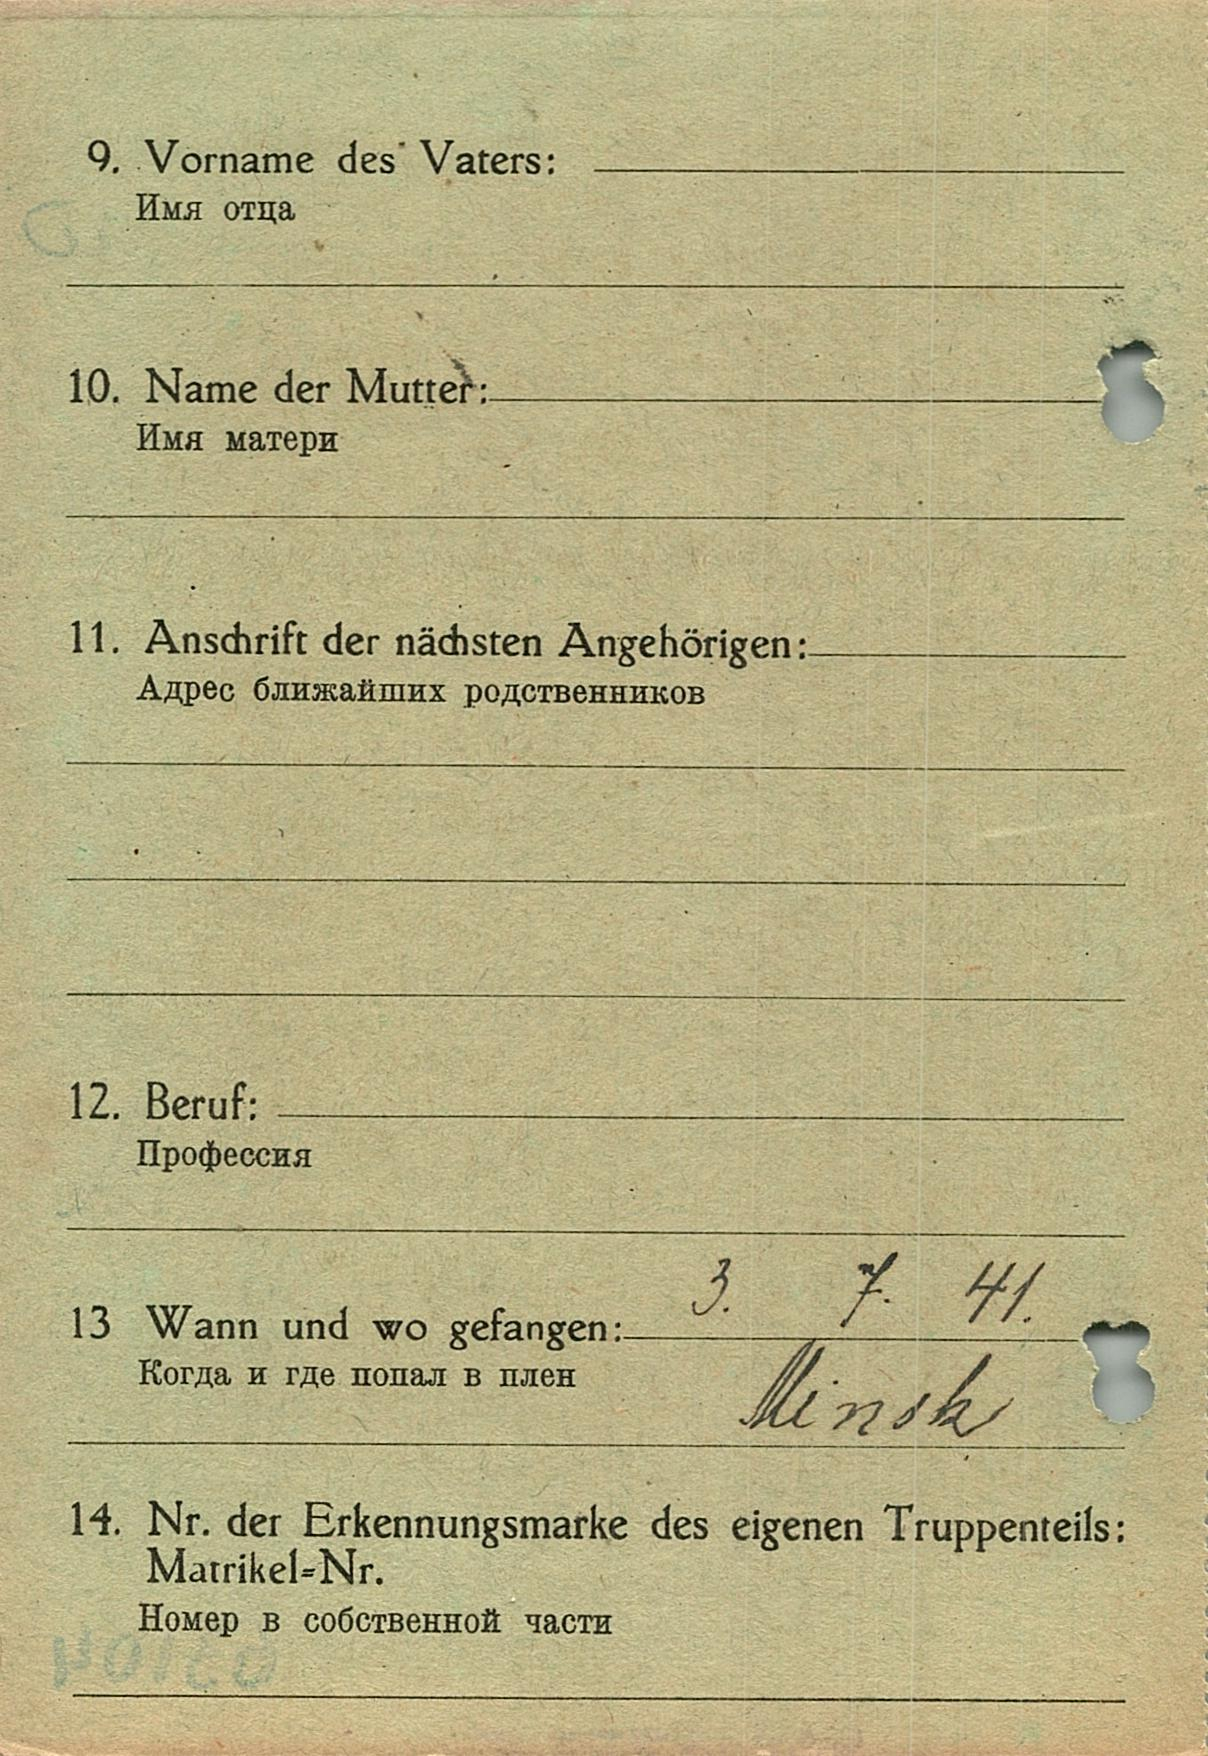 9. Vorname des Vaters:
Имя отца
10. Name der Mutter:
Имя матери
11. Anschrift der nächsten Angehörigen:
Адрес ближайших родственников
12. Beruf:
Профессия
3. 7. 41.
13 Wann und wo gefangen:
Когда и где попал в плен
Minsk
14. Nr. der Erkennungsmarke des eigenen Truppenteils:
Matrikel=Nr.
Номер в собственной части